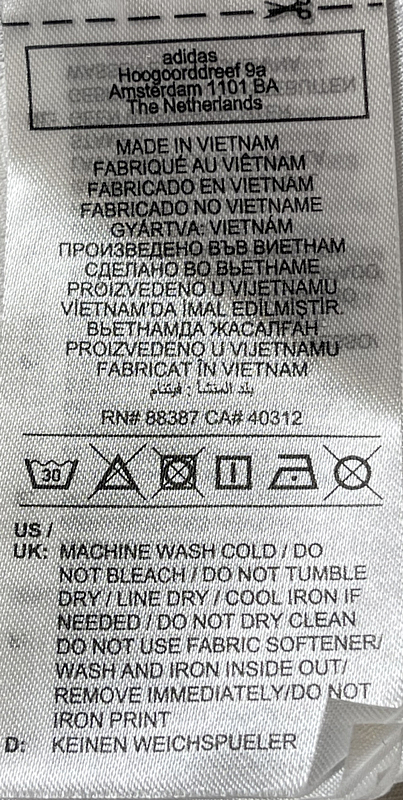 adidas
Hoogoorddreef 9a
Amsterdam 1101 BA
The Netherlands
MADE IN VIETNAM
FABRIQUÉ AU VIÊTNAM
FABRICADO EN VIETNAM
FABRICADO NO VIETNAME
GYÁRTVA: VIETNÁM
ПРОИЗВЕДЕНО ВЪВ ВИЕТНАМ
СДЕЛАНО ВО ВЬЕТНАМЕ
PROIZVEDENO U VIJETNAMU
VİETNAM'DA İMAL EDİLMİŞTİR.
ВЬЕТНАМДА ЖАСАЛҒАН
PROIZVEDENO U VIJETNAMU
FABRICAT ÎN VIETNAM
بلد المنشأ : فيتنام
RN# 88387 CA# 40312
30
US /
UK: MACHINE WASH COLD / DO
NOT BLEACH / DO NOT TUMBLE
DRY / LINE DRY / COOL IRON IF
NEEDED / DO NOT DRY CLEAN
DO NOT USE FABRIC SOFTENER/
WASH AND IRON INSIDE OUT/
REMOVE IMMEDIATELY/DO NOT
IRON PRINT
D: KEINEN WEICHSPUELER